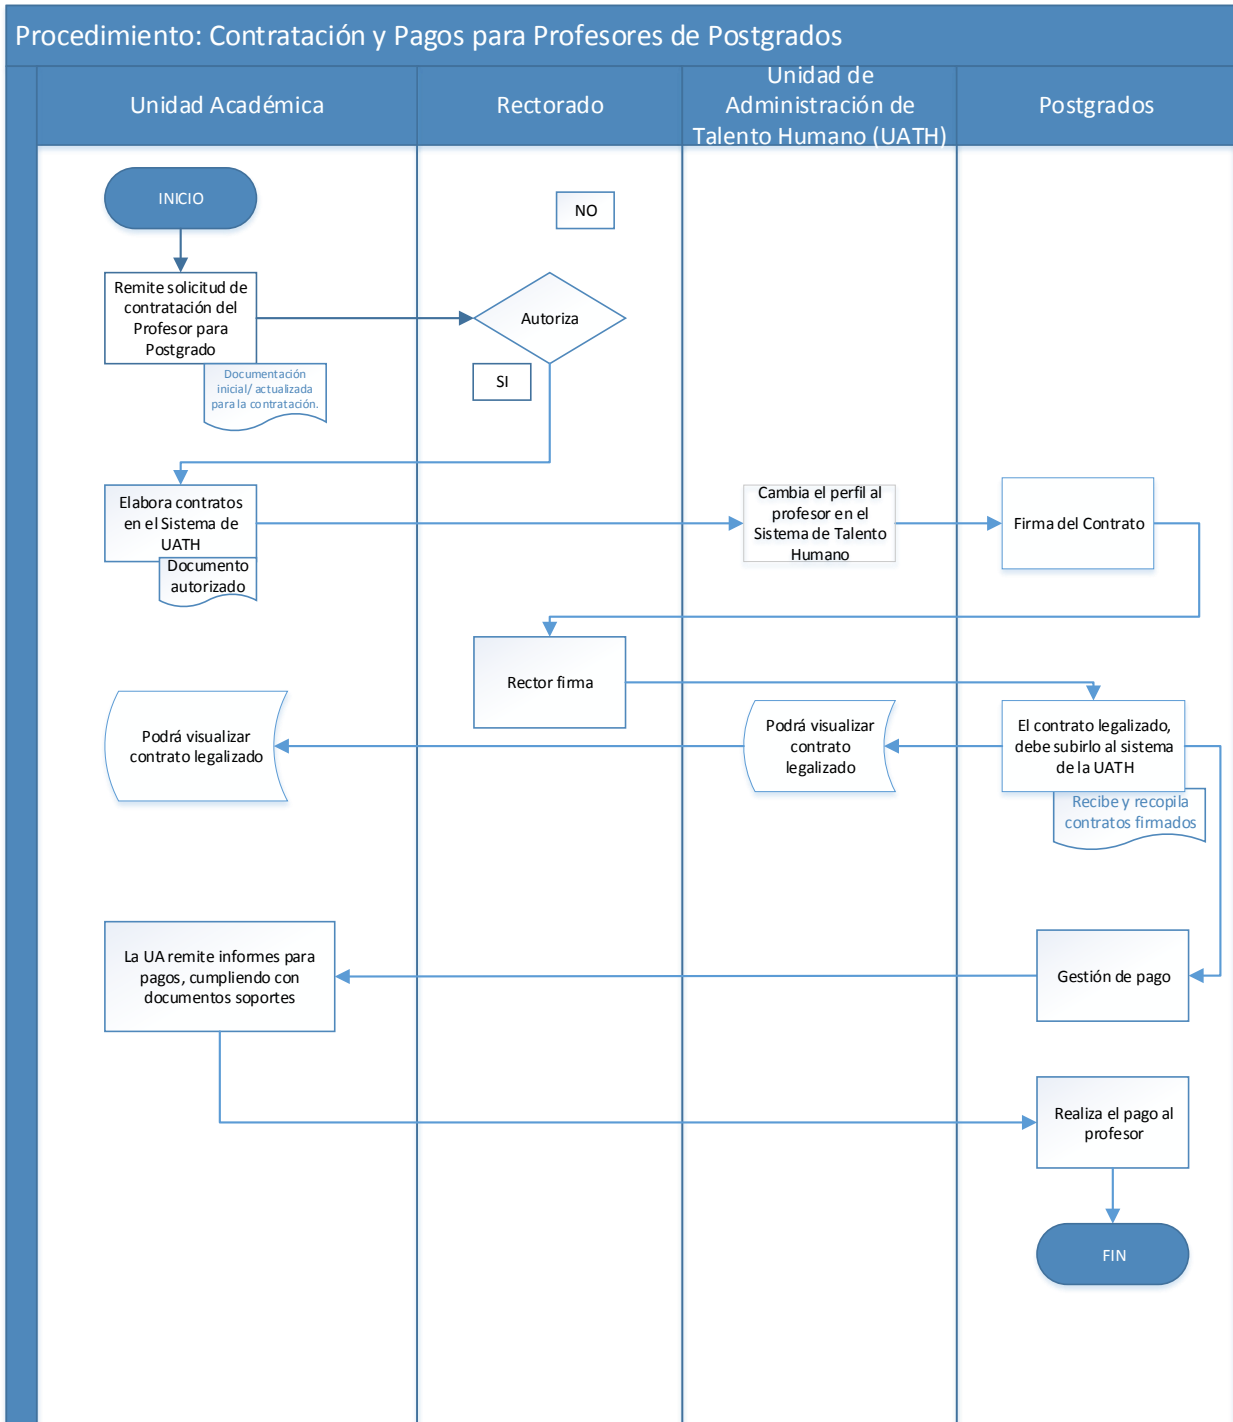 Procedimiento: Contratación y Pagos para Profesores de Postgrados
Unidad Académica
Rectorado
Unidad de
Administración de
Talento Humano (UATH)
Postgrados
INICIO
NO
Remite solicitud de
contratación del
Profesor para
Postgrado
Autoriza
Documentación
inicial/ actualizada
para la contratación.
SI
Elabora contratos
en el Sistema de
UATH
Documento
autorizado
Cambia el perfil al
profesor en el
Sistema de Talento
Humano
Firma del Contrato
Rector firma
Podrá visualizar
contrato legalizado
Podrá visualizar
contrato
legalizado
El contrato legalizado,
debe subirlo al sistema
de la UATH
Recibe y recopila
contratos firmados
La UA remite informes para
pagos, cumpliendo con
documentos soportes
Gestión de pago
Realiza el pago al
profesor
FIN